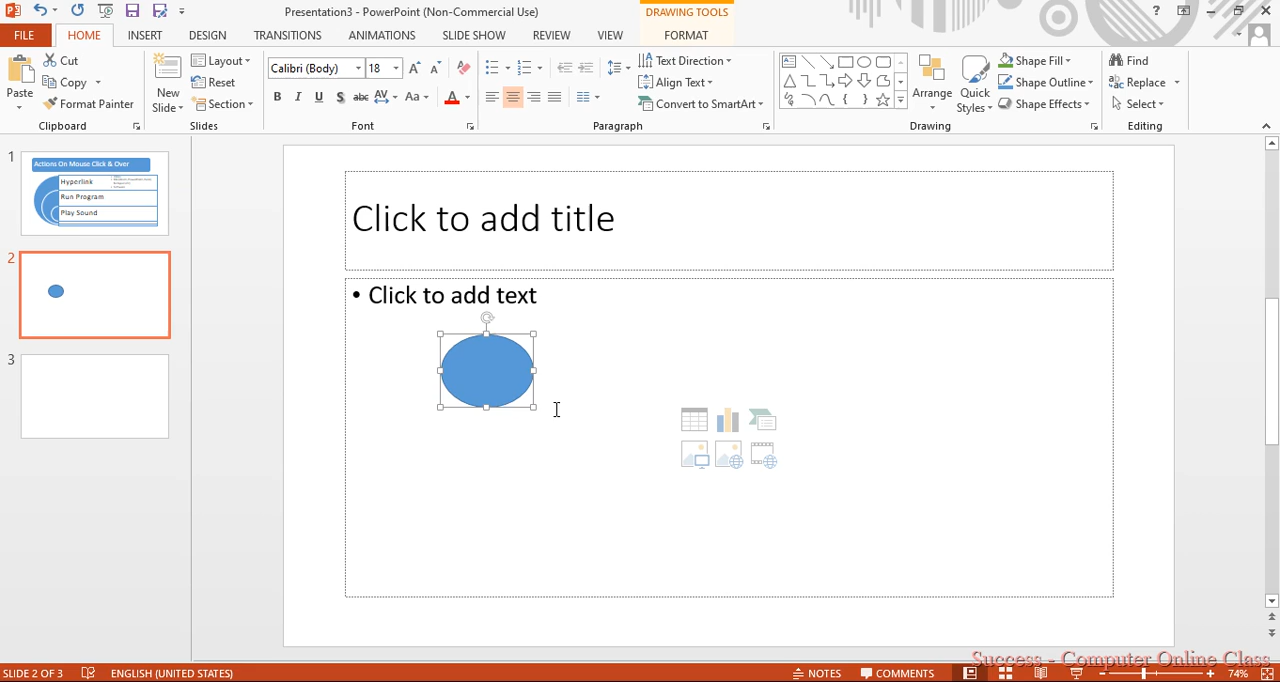 Presentation3 - PowerPoint (Non-Commercial Use)
DRAWING TOOLS
?
FILE
HOME
INSERT
DESIGN
TRANSITIONS
ANIMATIONS
SLIDE SHOW
REVIEW
VIEW
FORMAT
Paste
Cut
Copy
Format Painter
Clipboard
New
Slide
Layout
Reset
Section
Slides
Calibri (Body)
18
B I U S abc AV Aa A
Font
Text Direction
Align Text
Convert to SmartArt
Paragraph
Arrange
Quick
Styles
Shape Fill
Shape Outline
Shape Effects
Drawing
Find
Replace
Select
Editing
1
Actions On Mouse Click & Over
Hyperlink
Run Program
Play Sound
2
3
Click to add title
• Click to add text
SLIDE 2 OF 3
ENGLISH (UNITED STATES)
NOTES
COMMENTS
74%
Success - Computer Online Class